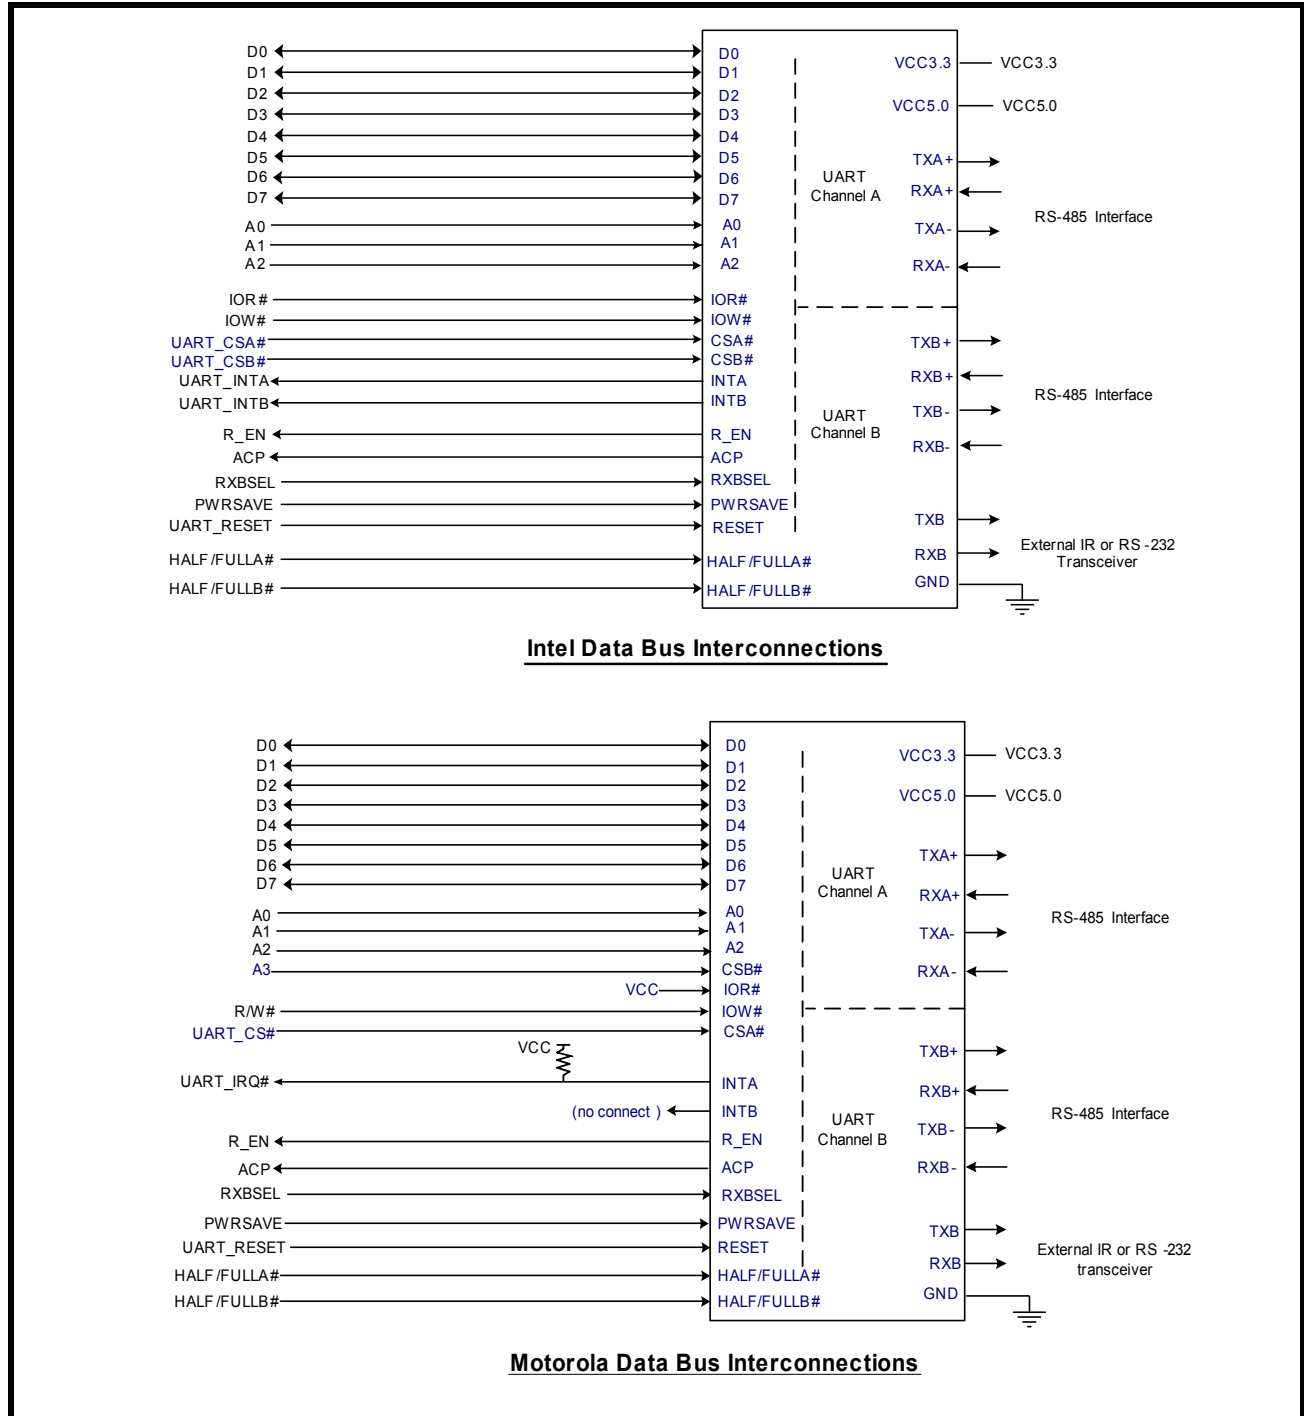 D0 D0 VCC3.3 VCC3.3
D1 D1
D2 D2
D3 D3 VCC5.0 VCC5.0
D4 D4
D5 D5 TXA+
D6 D6 UART
D7 D7 Channel A RXA+
RS-485 Interface
A0 A0 TXA-
A1 A1
A2 A2 RXA-
IOR# IOR#
IOW# IOW#
UART_CSA# CSA# TXB+
UART_CSB# CSB#
UART_INTA INTA RXB+
RS-485 Interface
UART_INTB INTB TXB-
UART
Channel B
R_EN R_EN RXB-
ACP ACP
RXBSEL RXBSEL
PWRSAVE PWRSAVE
UART_RESET RESET TXB
External IR or RS -232
Transceiver
HALF/FULLA# HALF/FULLA# RXB
HALF/FULLB# HALF/FULLB# GND
Intel Data Bus Interconnections
D0 D0 VCC3.3 VCC3.3
D1 D1
D2 D2
D3 D3 VCC5.0 VCC5.0
D4 D4
D5 D5 TXA+
D6 D6 UART
D7 D7 Channel A RXA+
A0 A0 RS-485 Interface
A1 A1 TXA-
A2 A2
A3 CSB# RXA-
VCC IOR#
R/W# IOW#
UART_CS# CSA#
VCC TXB+
UART_IRQ# INTA RXB+
(no connect ) INTB RS-485 Interface
UART
Channel B
TXB-
R_EN R_EN
ACP ACP RXB-
RXBSEL RXBSEL
PWRSAVE PWRSAVE TXB
UART_RESET RESET External IR or RS -232
transceiver
HALF/FULLA# HALF/FULLA# RXB
HALF/FULLB# HALF/FULLB# GND
Motorola Data Bus Interconnections